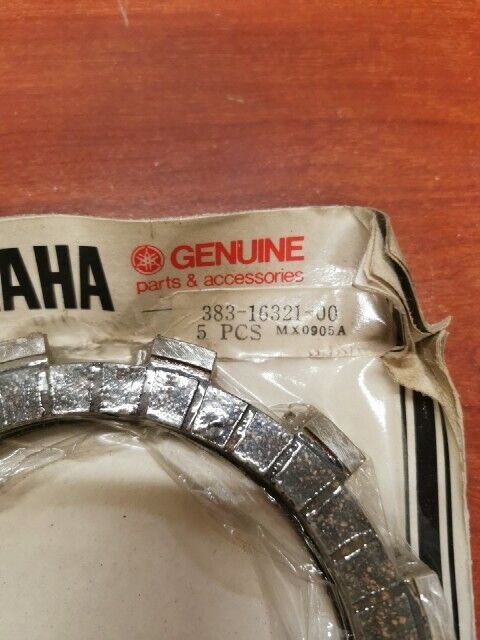 AHA
GENUINE
parts & accessories
383-16321-00
5 PCS MX0905A